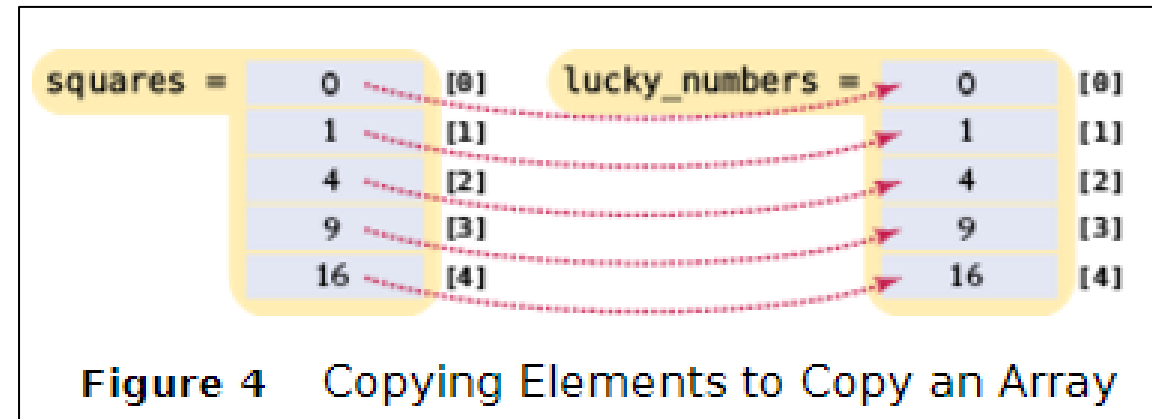 squares = 0 [0] lucky_numbers = 0 [0]
1 [1] 1 [1]
4 [2] 4 [2]
9 [3] 9 [3]
16 [4] 16 [4]
Figure 4 Copying Elements to Copy an Array